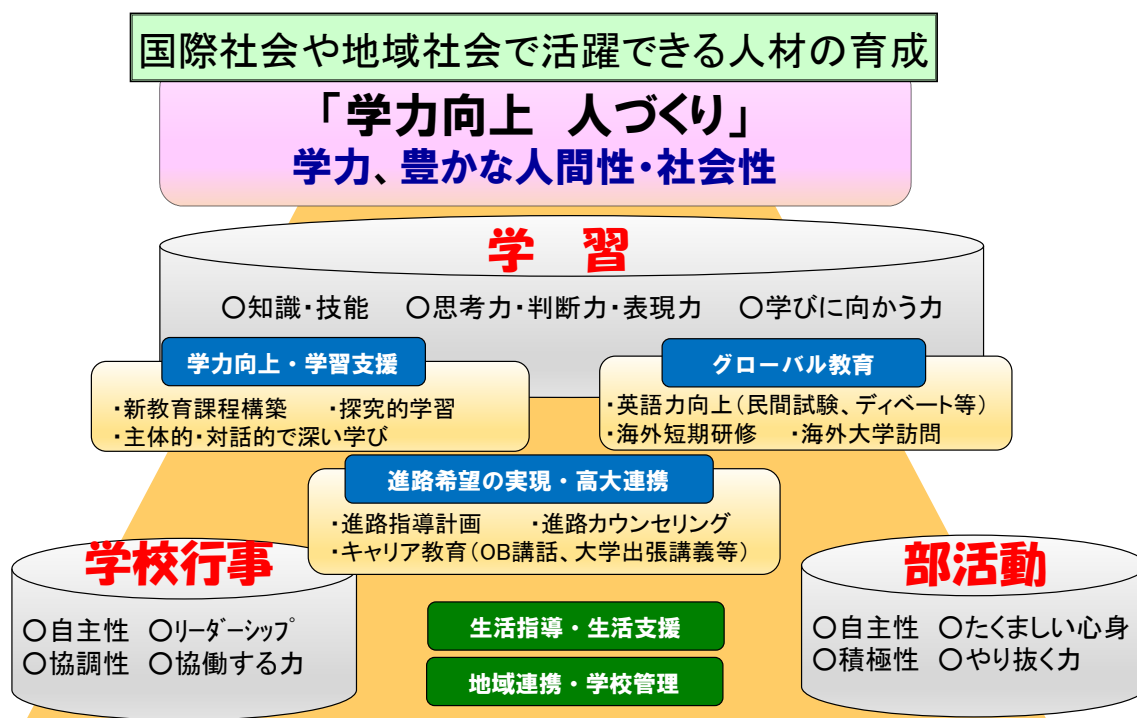 国際社会や地域社会で活躍できる人材の育成
「学力向上　人づくり」
学力、豊かな人間性・社会性
学　習
〇知識・技能　〇思考力・判断力・表現力　〇学びに向かう力
学力向上・学習支援
・新教育課程構築　・探究的学習
・主体的・対話的で深い学び
グローバル教育
・英語力向上（民間試験、ディベート等）
・海外短期研修　・海外大学訪問
進路希望の実現・高大連携
・進路指導計画　・進路カウンセリング
・キャリア教育（OB講話、大学出張講義等）
学校行事
〇自主性　〇リーダーシップ
〇協調性　〇協働する力
生活指導・生活支援
地域連携・学校管理
部活動
〇自主性　〇たくましい心身
〇積極性　〇やり抜く力